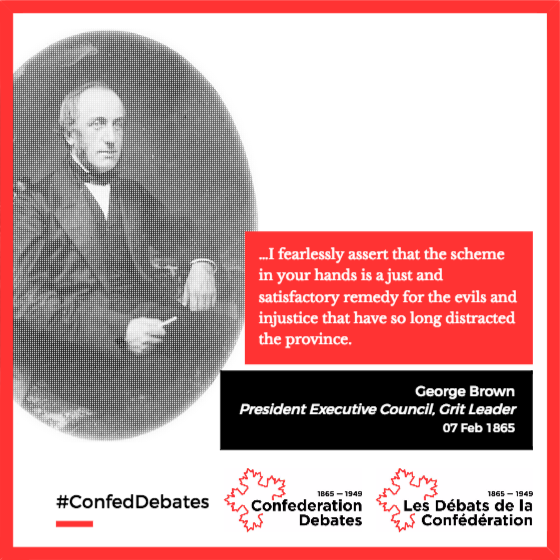 ...I fearlessly assert that the scheme
in your hands is a just and
satisfactory remedy for the evils and
injustice that have so long distracted
the province.
George Brown
President Executive Council, Grit Leader
07 Feb 1865
#ConfedDebates
1865 — 1949
Confederation
Debates
1865 — 1949
Les Débats de la
Confédération